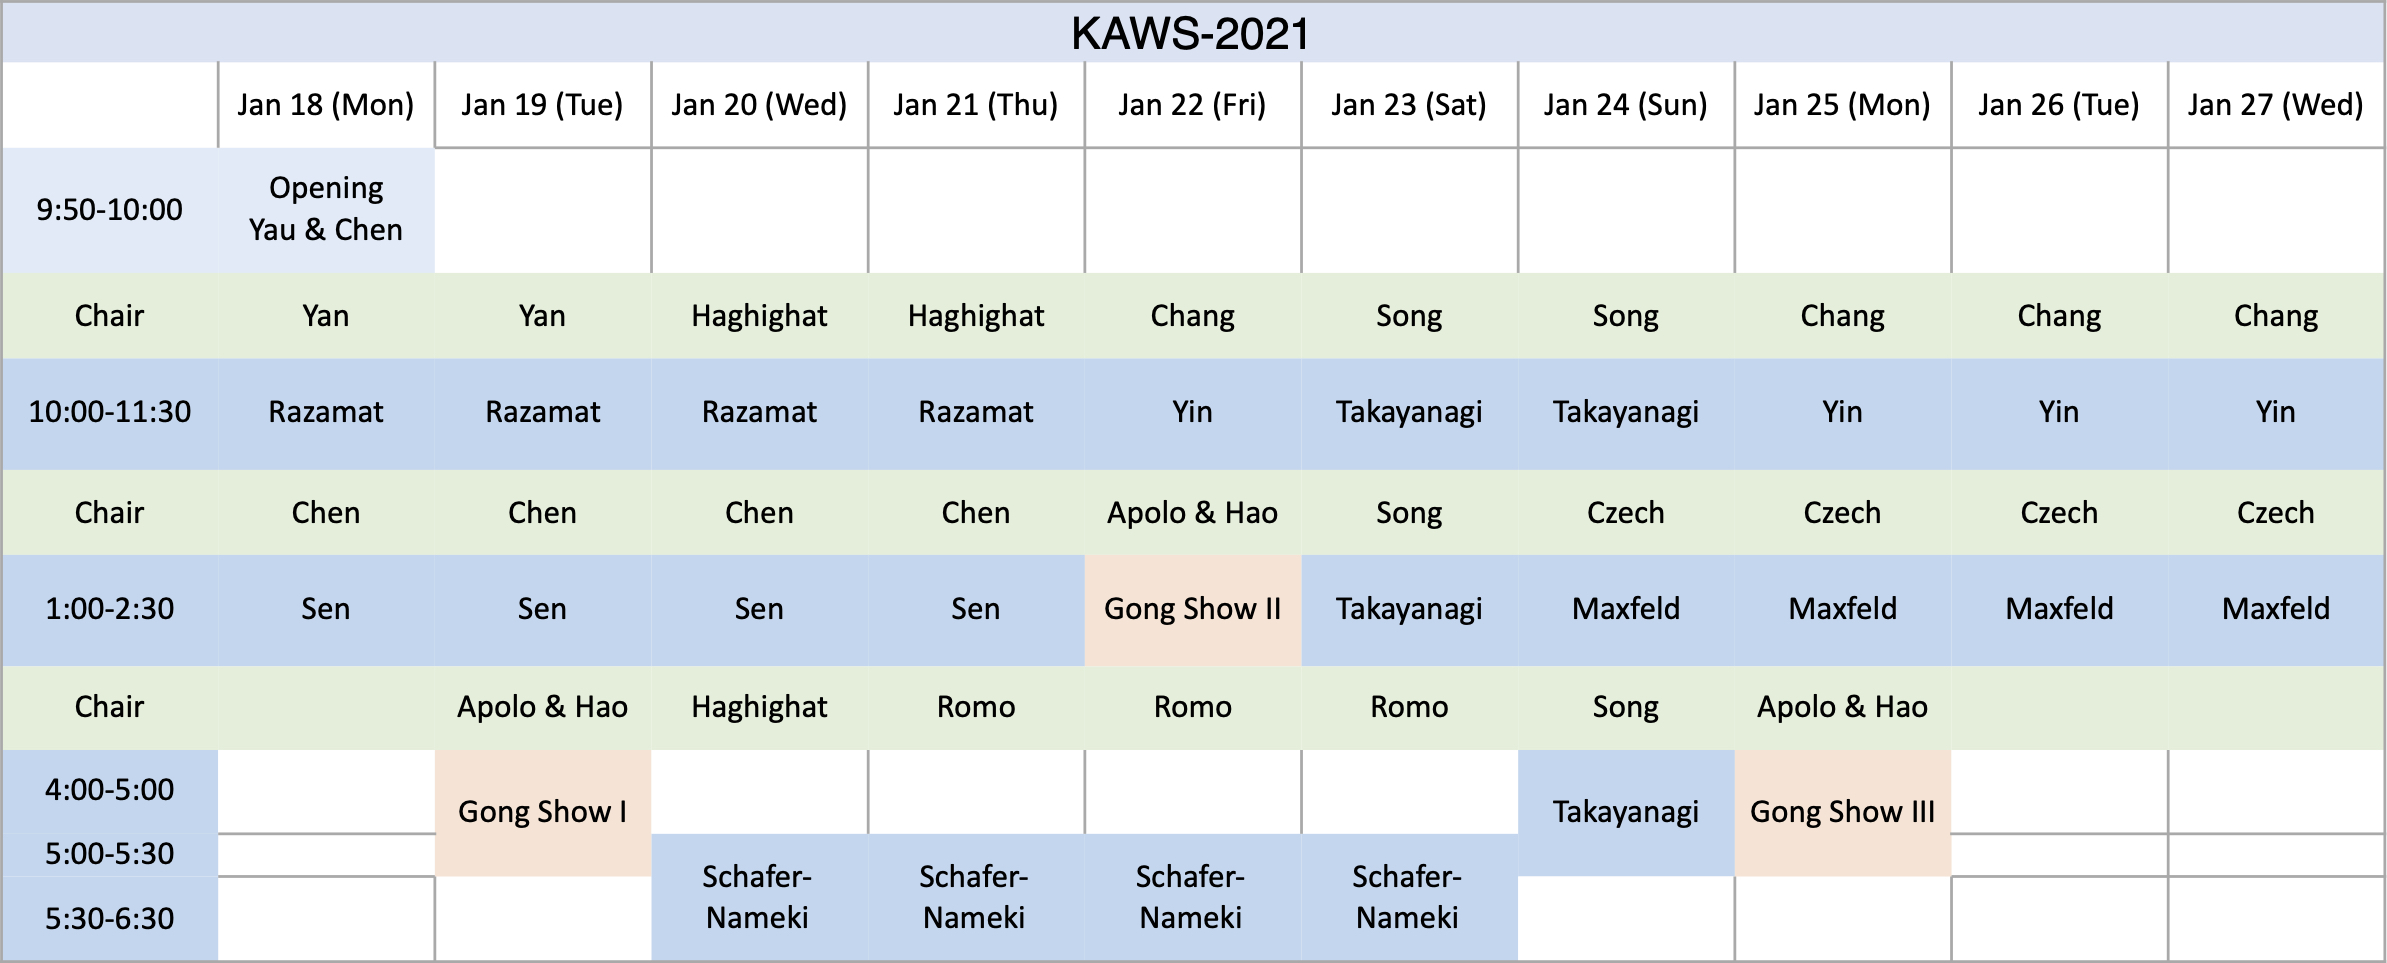 KAWS-2021
Jan 18 (Mon) Jan 19 (Tue) Jan 20 (Wed) Jan 21 (Thu) Jan 22 (Fri) Jan 23 (Sat) Jan 24 (Sun) Jan 25 (Mon) Jan 26 (Tue) Jan 27 (Wed)
9:50-10:00 Opening
Yau & Chen
Chair Yan Yan Haghighat Haghighat Chang Song Song Chang Chang Chang
10:00-11:30 Razamat Razamat Razamat Razamat Yin Takayanagi Takayanagi Yin Yin Yin
Chair Chen Chen Chen Chen Apolo & Hao Song Czech Czech Czech Czech
1:00-2:30 Sen Sen Sen Sen Gong Show II Takayanagi Maxfeld Maxfeld Maxfeld Maxfeld
Chair Apolo & Hao Haghighat Romo Romo Romo Song Apolo & Hao
4:00-5:00
Gong Show I Takayanagi Gong Show III
5:00-5:30
Schafer- Schafer- Schafer- Schafer-
5:30-6:30 Nameki Nameki Nameki Nameki